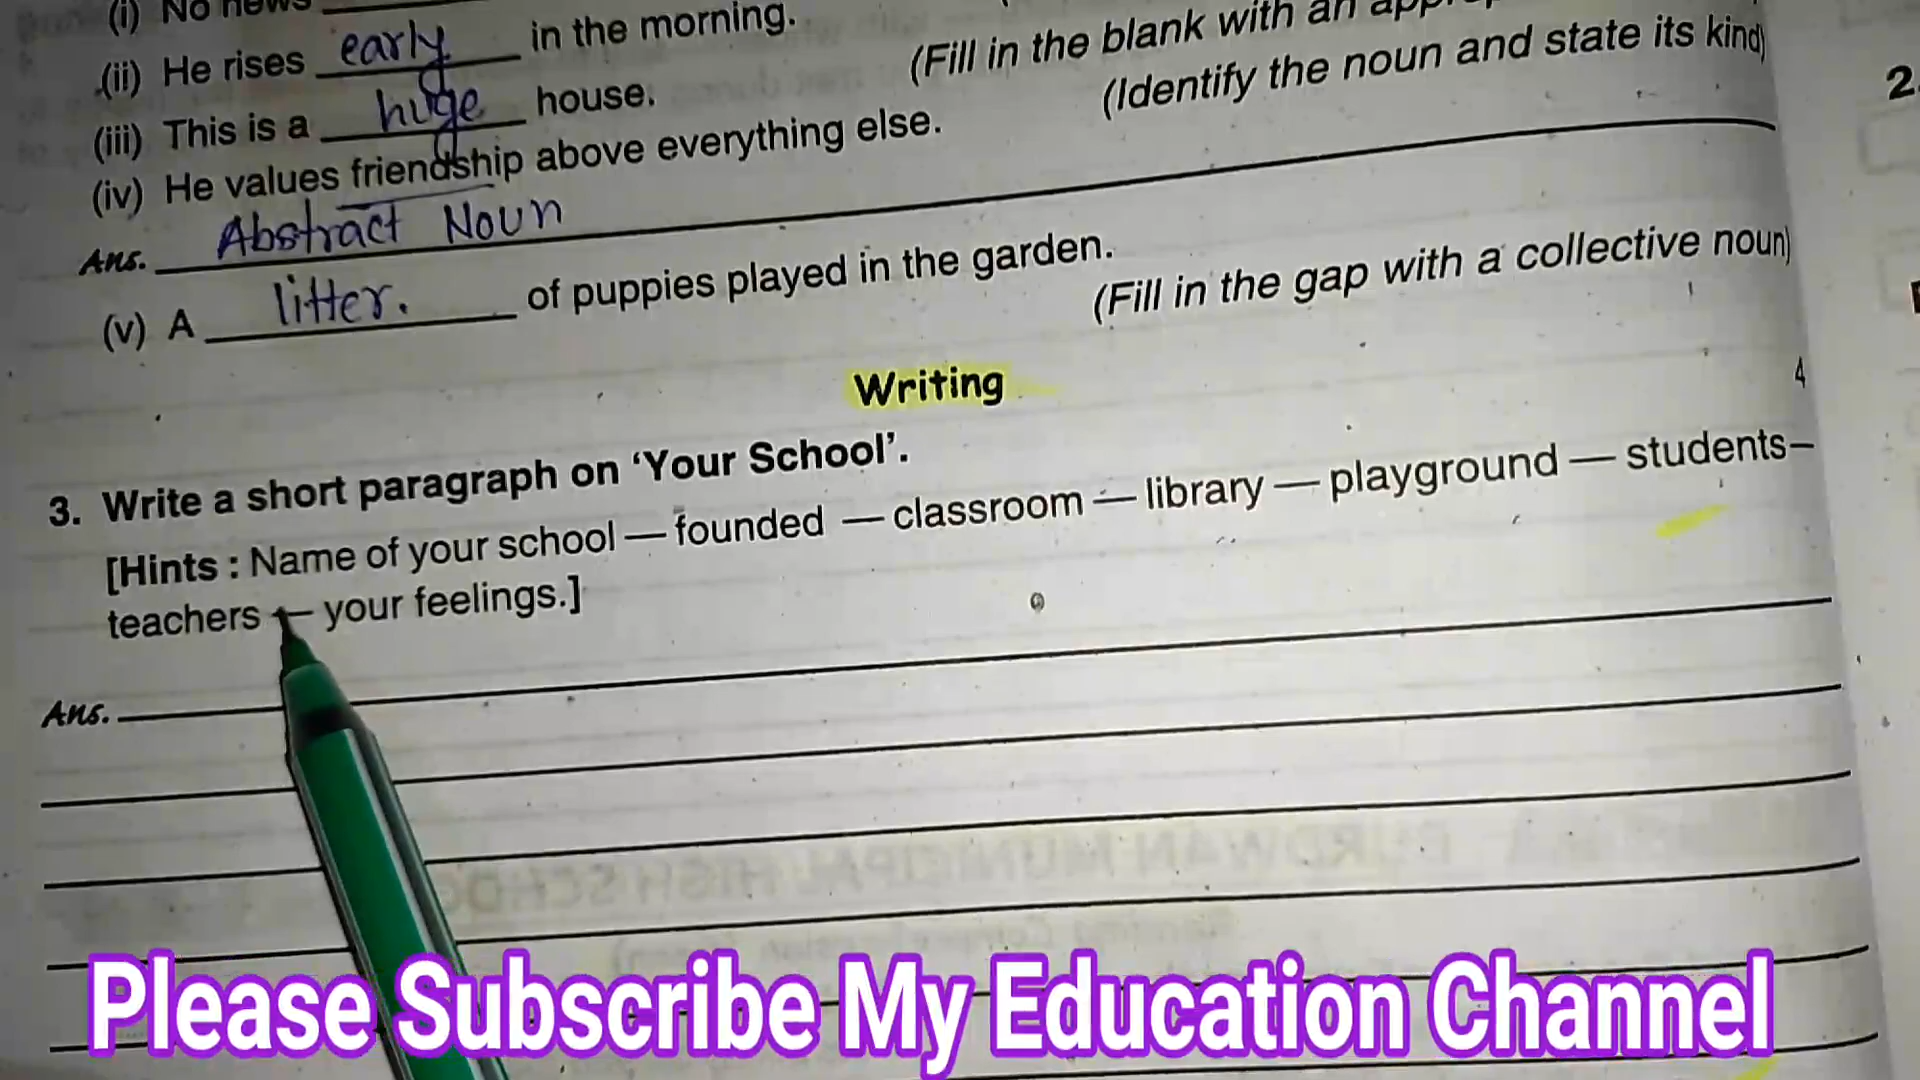 (i) No news
(ii) He rises early in the morning.
(Fill in the blank with an
(iii) This is a huge house.
(Identify the noun and state its kind)
(iv) He values friendship above everything else.
Ans. Abstract Noun
(v) A litter. of puppies played in the garden.
(Fill in the gap with a collective noun)
Writing
4
3. Write a short paragraph on ‘Your School’.
[Hints : Name of your school — founded — classroom — library — playground — students–
teachers — your feelings.]
Ans.
Please Subscribe My Education Channel
2.